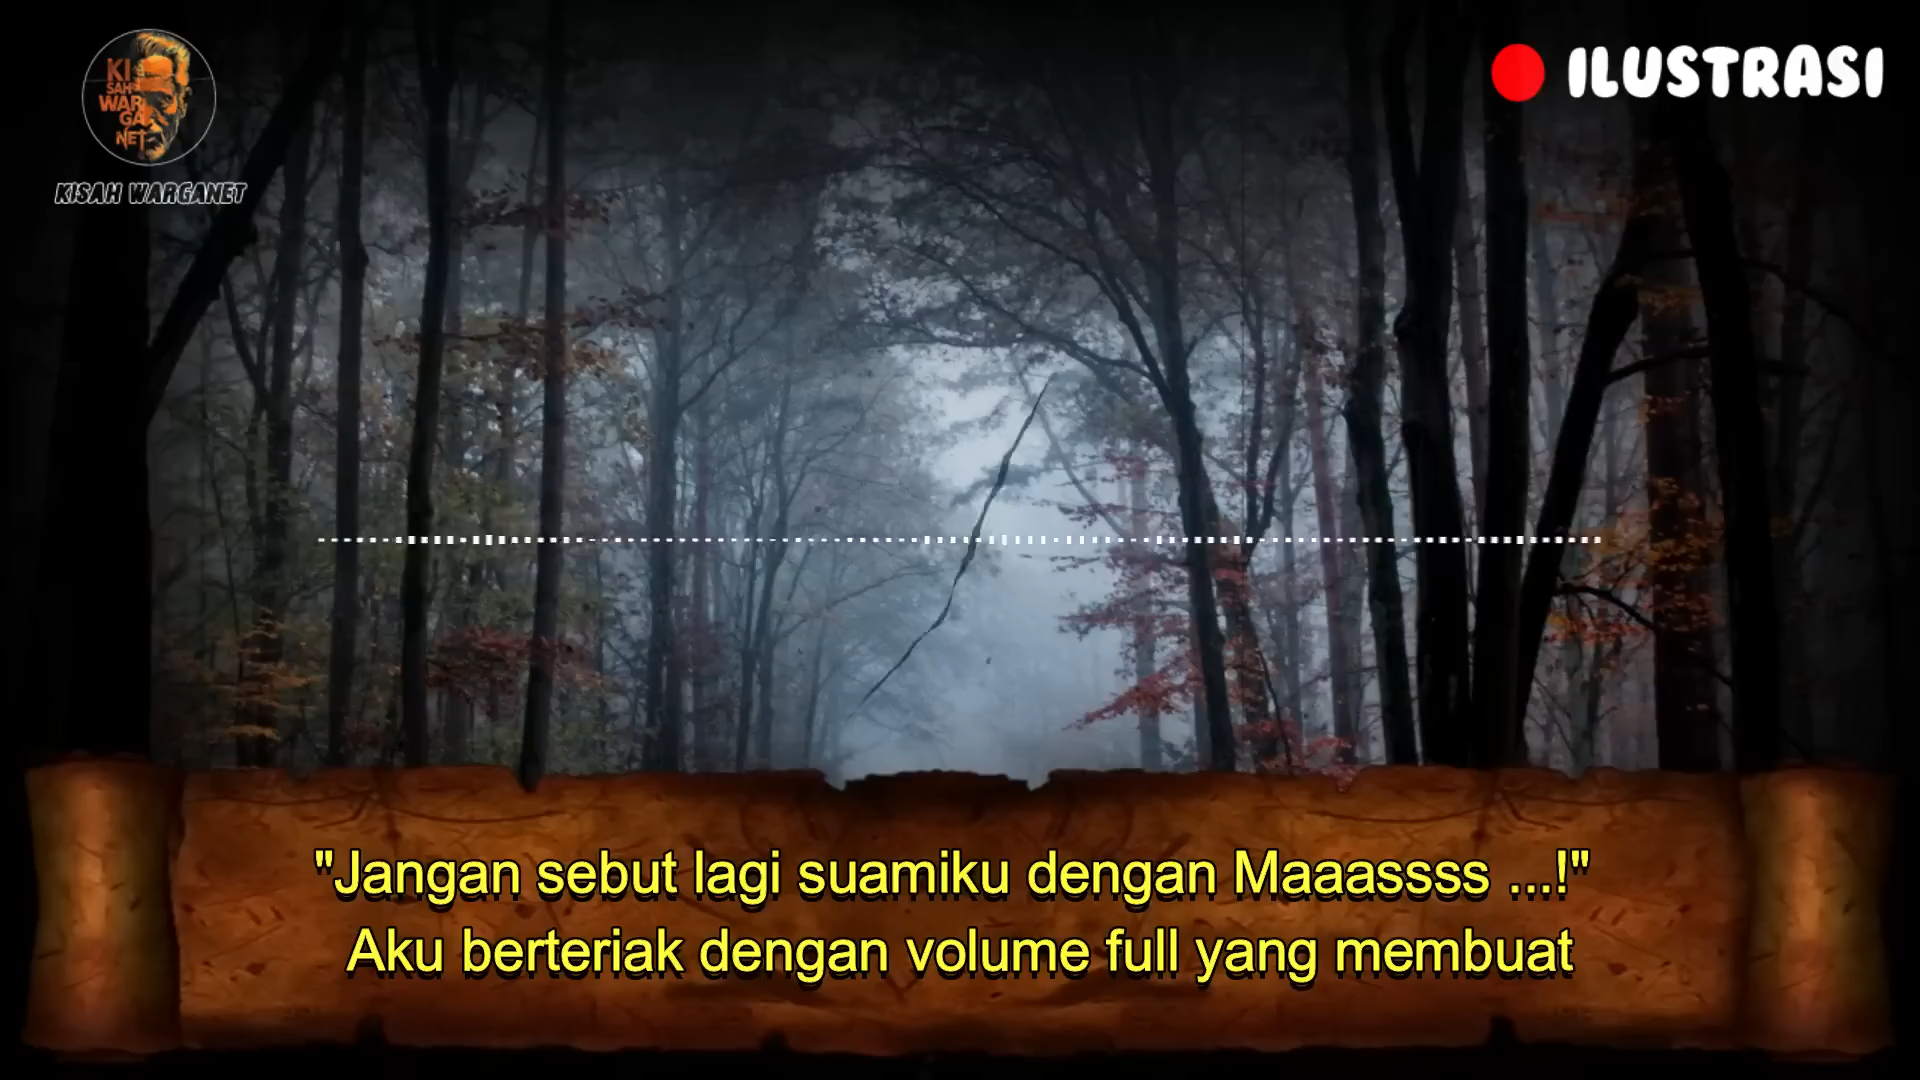 KI
SAH
WAR
GA
NET
KISAH WARGANET
ILUSTRASI
"Jangan sebut lagi suamiku dengan Maaassss ...!"
Aku berteriak dengan volume full yang membuat